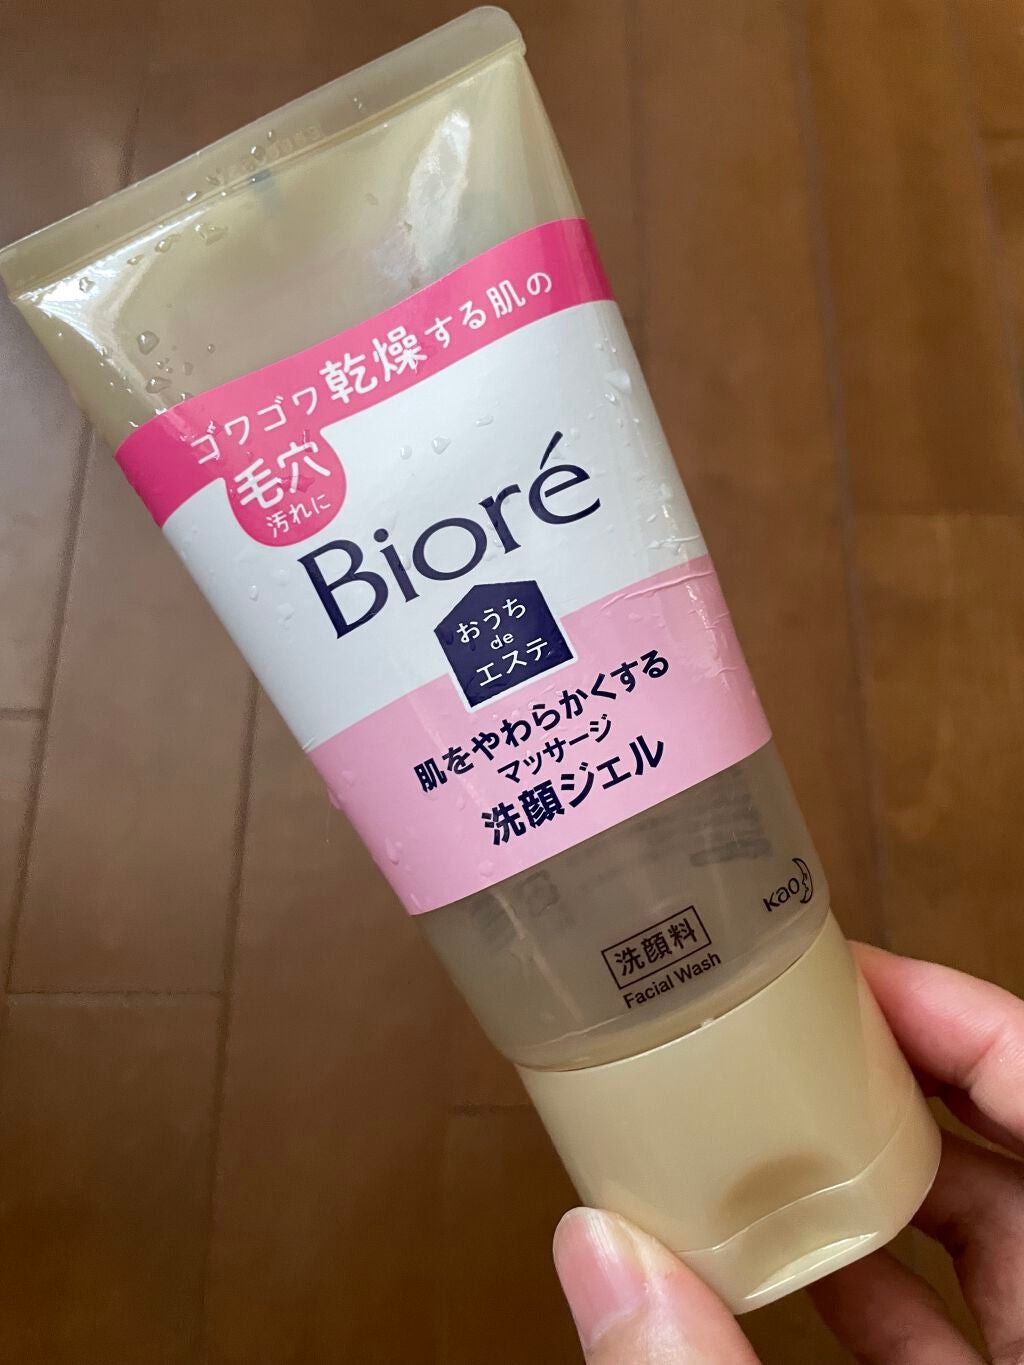 ゴワゴワ乾燥する肌の
毛穴
汚れに
Bioré
おうち
de
エステ
肌をやわらかくする
マッサージ
洗顔ジェル
Kao
洗顔料
Facial Wash